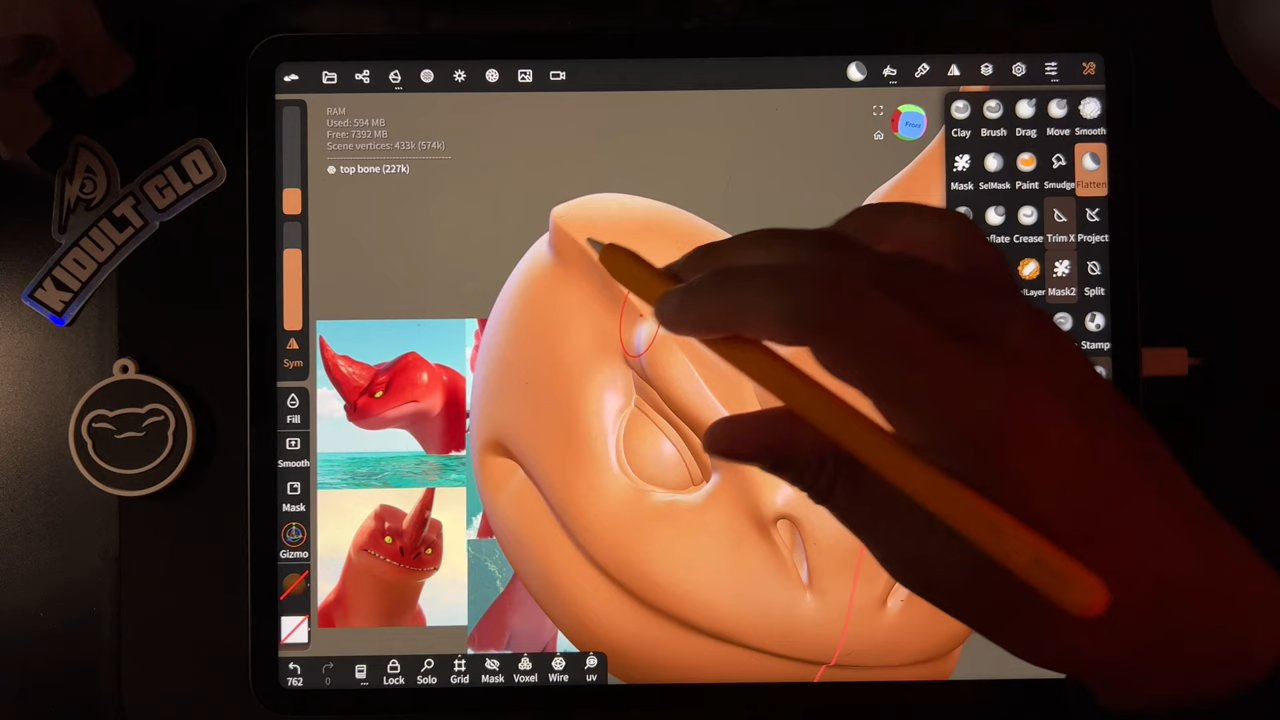 KIDULT CLO
RAM
Used: 594 MB
Free: 7392 MB
Scene vertices: 433k (574k)
top bone (227k)
Front
Clay Brush Drag Move Smooth
Mask SelMask Paint Smudge Flatten
flate Crease Trim X Project
lLayer Mask2 Split
Stamp
Sym
Fill
Smooth
Mask
Gizmo
762 0 Lock Solo Grid Mask Voxel Wire uv